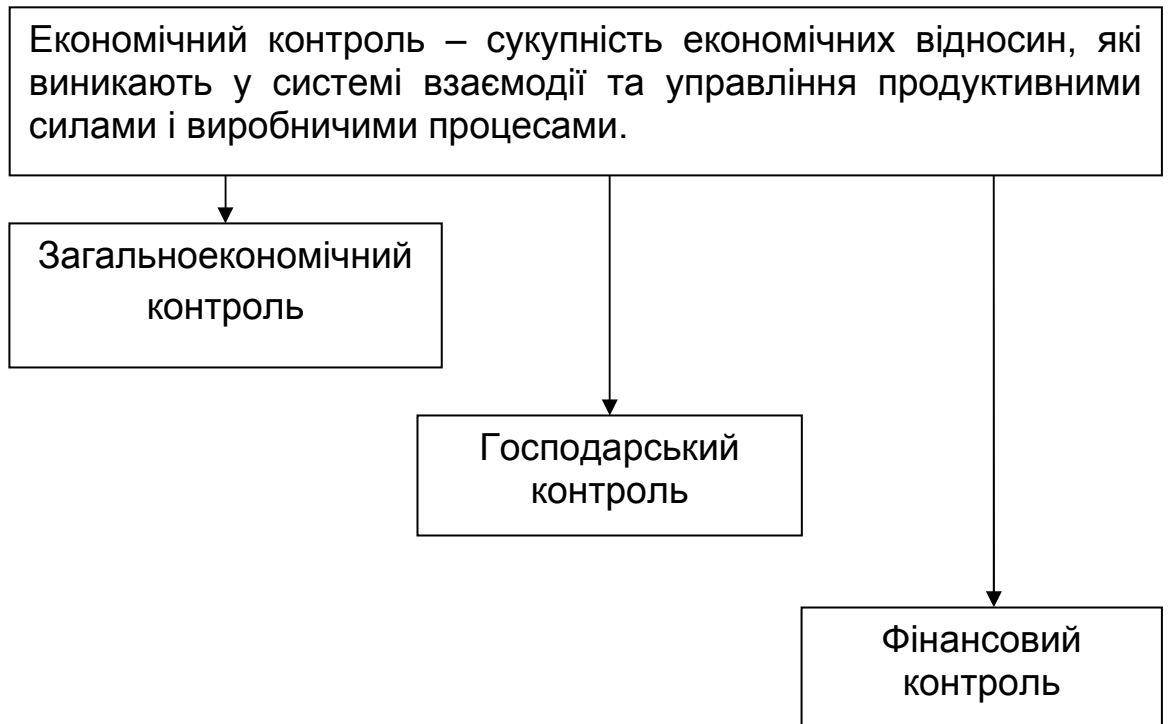 Економічний контроль – сукупність економічних відносин, які
виникають у системі взаємодії та управління продуктивними
силами і виробничими процесами.
Загальноекономічний
контроль
Господарський
контроль
Фінансовий
контроль